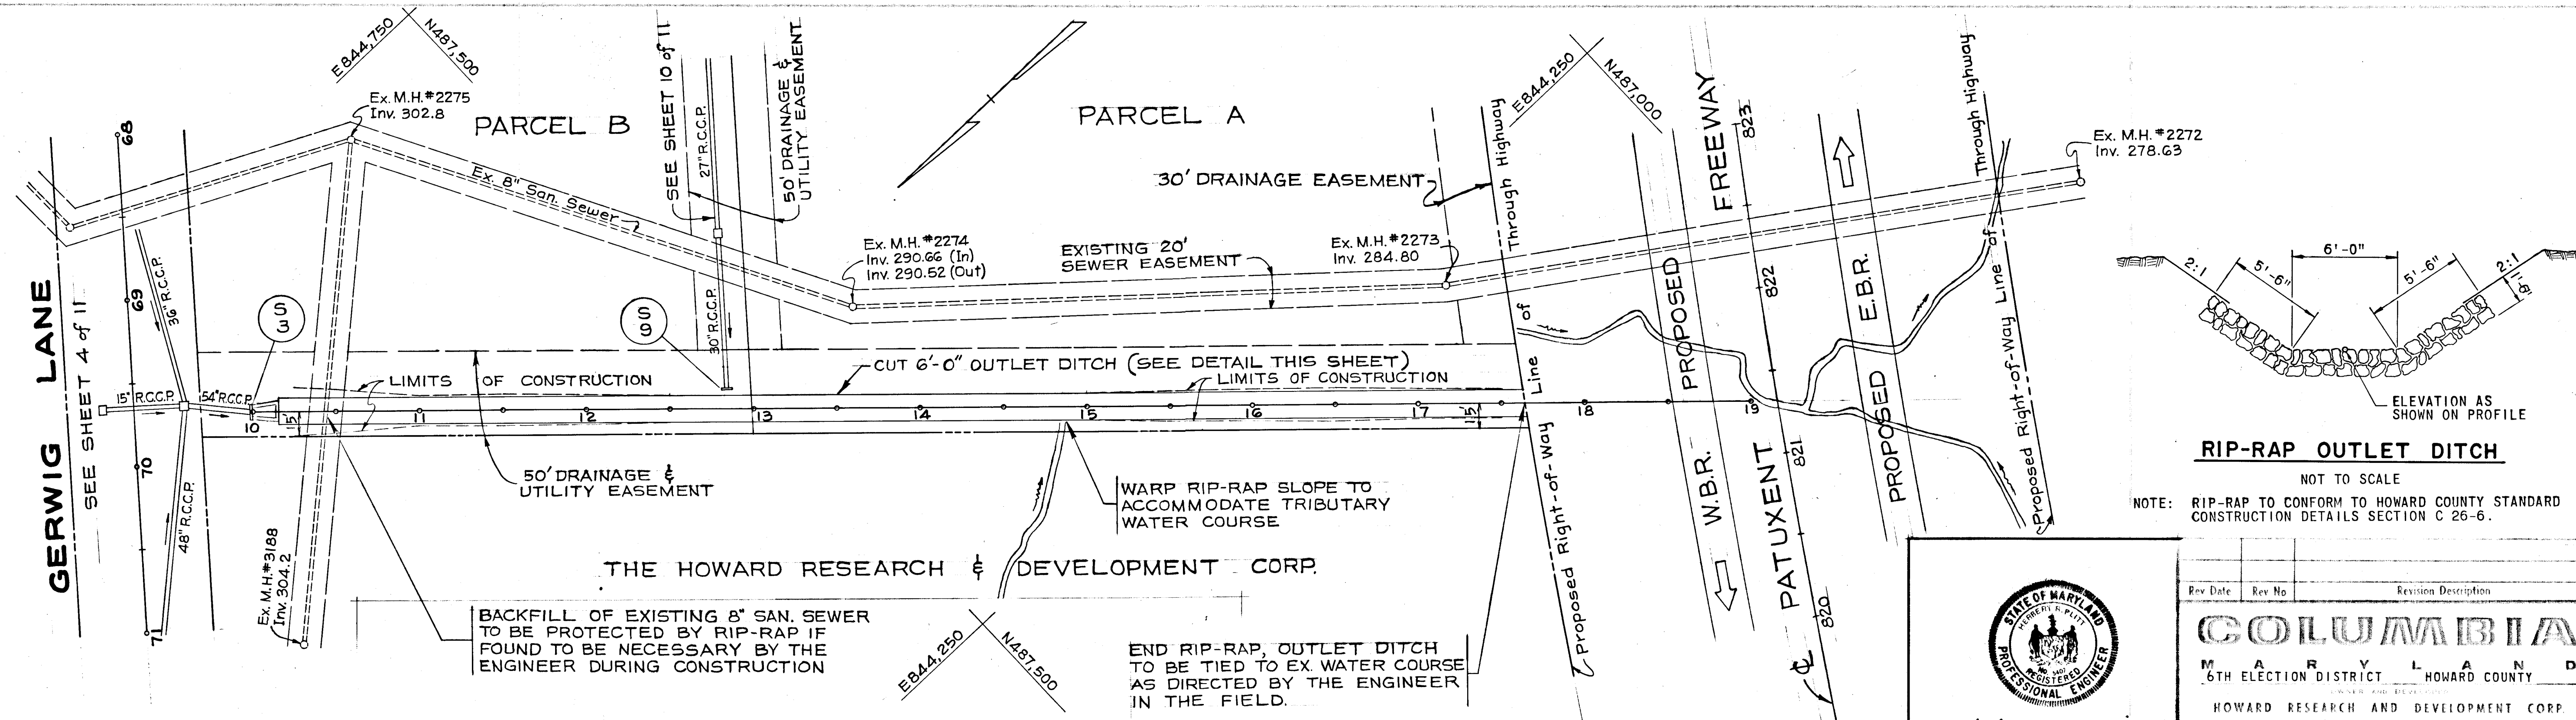 E 844,750
N487,500
Ex. M.H. #2275
Inv. 302.8
PARCEL B
SEE SHEET 10 of 11
27" R.C.C.P.
50' DRAINAGE &
UTILITY EASEMENT
PARCEL A
30' DRAINAGE EASEMENT
Through Highway
E844,250
N487,000
FREEWAY
823
Through Highway
Ex. M.H. #2272
Inv. 278.63
68
69
70
71
GERWIG LANE
SEE SHEET 4 of 11
36" R.C.C.P.
Ex. 8" San. Sewer
Ex. M.H. #2274
Inv. 290.66 (In)
Inv. 290.52 (Out)
EXISTING 20'
SEWER EASEMENT
Ex. M.H. #2273
Inv. 284.80
S
3
S
9
30" R.C.C.P.
CUT 6'-0" OUTLET DITCH (SEE DETAIL THIS SHEET)
LIMITS OF CONSTRUCTION
LIMITS OF CONSTRUCTION
15" R.C.C.P.
54" R.C.C.P.
10
11
12
13
14
15
16
17
18
19
15'
15'
48" R.C.C.P.
50' DRAINAGE &
UTILITY EASEMENT
WARP RIP-RAP SLOPE TO
ACCOMMODATE TRIBUTARY
WATER COURSE
Proposed Right-of-Way Line of
PROPOSED W.B.R.
822
821
820
PATUXENT
℄
PROPOSED E.B.R.
Proposed Right-of-Way Line of
Ex. M.H. #3188
Inv. 304.2
THE HOWARD RESEARCH & DEVELOPMENT CORP.
BACKFILL OF EXISTING 8" SAN. SEWER
TO BE PROTECTED BY RIP-RAP IF
FOUND TO BE NECESSARY BY THE
ENGINEER DURING CONSTRUCTION
E844,250
N487,500
END RIP-RAP, OUTLET DITCH
TO BE TIED TO EX. WATER COURSE
AS DIRECTED BY THE ENGINEER
IN THE FIELD.
6'-0"
5'-6"
5'-6"
2:1
2:1
1'-6"
ELEVATION AS
SHOWN ON PROFILE
RIP-RAP OUTLET DITCH
NOT TO SCALE
NOTE: RIP-RAP TO CONFORM TO HOWARD COUNTY STANDARD
CONSTRUCTION DETAILS SECTION C 26-6.
STATE OF MARYLAND
REGISTERED
PROFESSIONAL ENGINEER
Rev Date Rev No Revision Description
COLUMBIA
MARYLAND
6TH ELECTION DISTRICT HOWARD COUNTY
HOWARD RESEARCH AND DEVELOPMENT CORP.